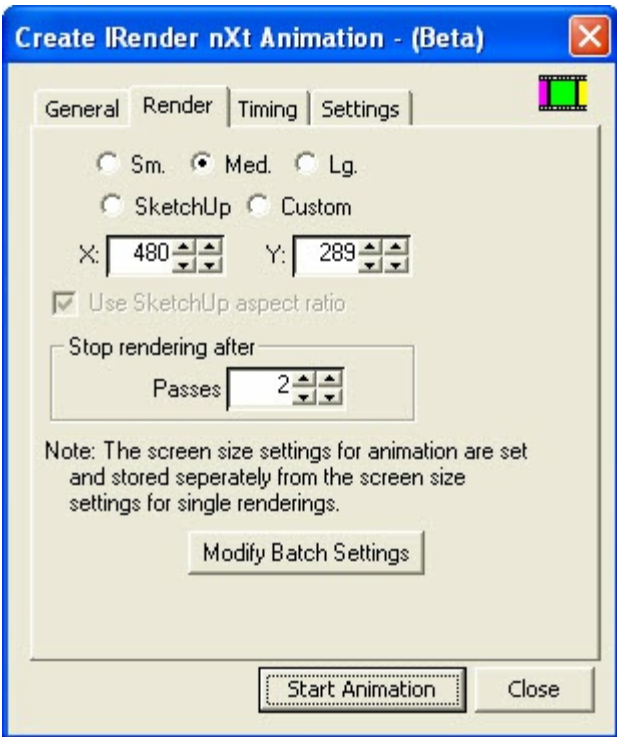 Create IRender nXt Animation - (Beta)
General Render Timing Settings
Sm. Med. Lg.
SketchUp Custom
X: 480 Y: 289
Use SketchUp aspect ratio
Stop rendering after
Passes 2
Note: The screen size settings for animation are set
and stored seperately from the screen size
settings for single renderings.
Modify Batch Settings
Start Animation Close